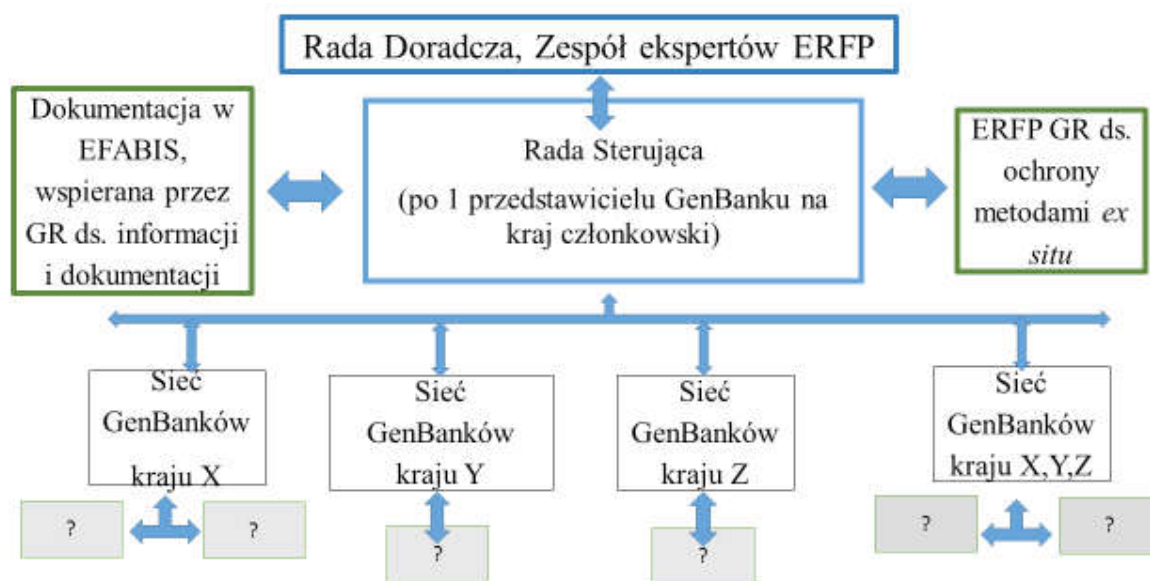 Rada Doradcza, Zespół ekspertów ERFP
Dokumentacja w
EFABIS,
wspierana przez
GR ds. informacji
i dokumentacji
Rada Sterująca
(po 1 przedstawicielu GenBanku na
kraj członkowski)
ERFP GR ds.
ochrony
metodami ex
situ
Sieć
GenBanków
kraju X
Sieć
GenBanków
kraju Y
Sieć
GenBanków
kraju Z
Sieć
GenBanków
kraju X,Y,Z
?
?
?
?
?
?